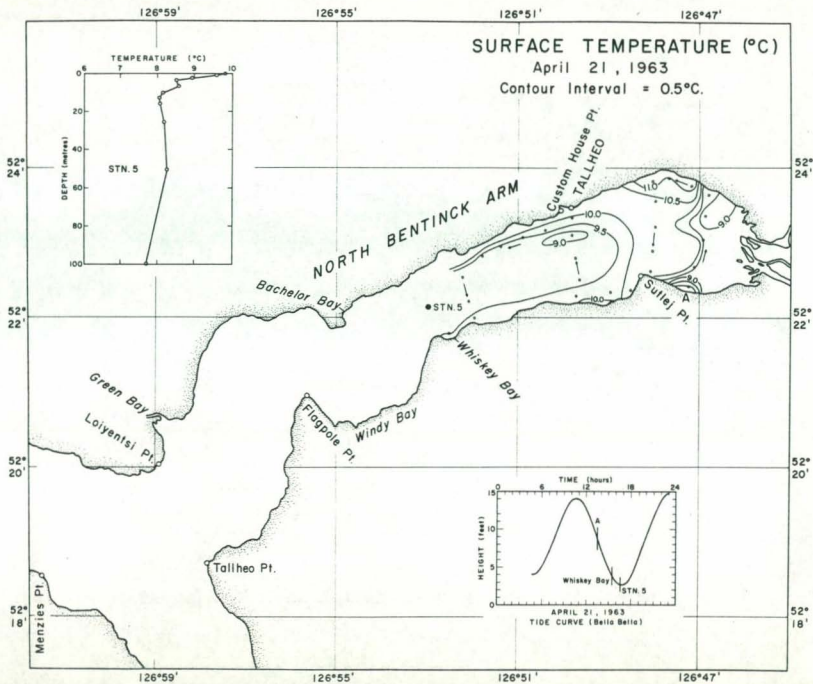 126°59'
126°55'
126°51'
126°47'
SURFACE TEMPERATURE (°C)
April 21, 1963
Contour Interval = 0.5°C.
TEMPERATURE (°C)
6 7 8 9 10
0
20
40
60
80
100
DEPTH (metres)
STN. 5
52°
24'
52°
24'
Custom House Pt.
TALLHEO
NORTH BENTINCK ARM
11.0
10.5
10.0
9.5
9.0
9.0
9.0
10.0
A
Sutlej Pt.
Bachelor Bay
STN. 5
52°
22'
52°
22'
Whiskey Bay
Green Bay
Loiyentsi Pt.
Flagpole Pt.
Windy Bay
52°
20'
52°
20'
TIME (hours)
0 6 12 18 24
15
10
5
0
HEIGHT (feet)
A
Whiskey Bay
STN. 5
APRIL 21, 1963
TIDE CURVE (Bella Bella)
Tallheo Pt.
Menzies Pt.
52°
18'
52°
18'
126°59'
126°55'
126°51'
126°47'